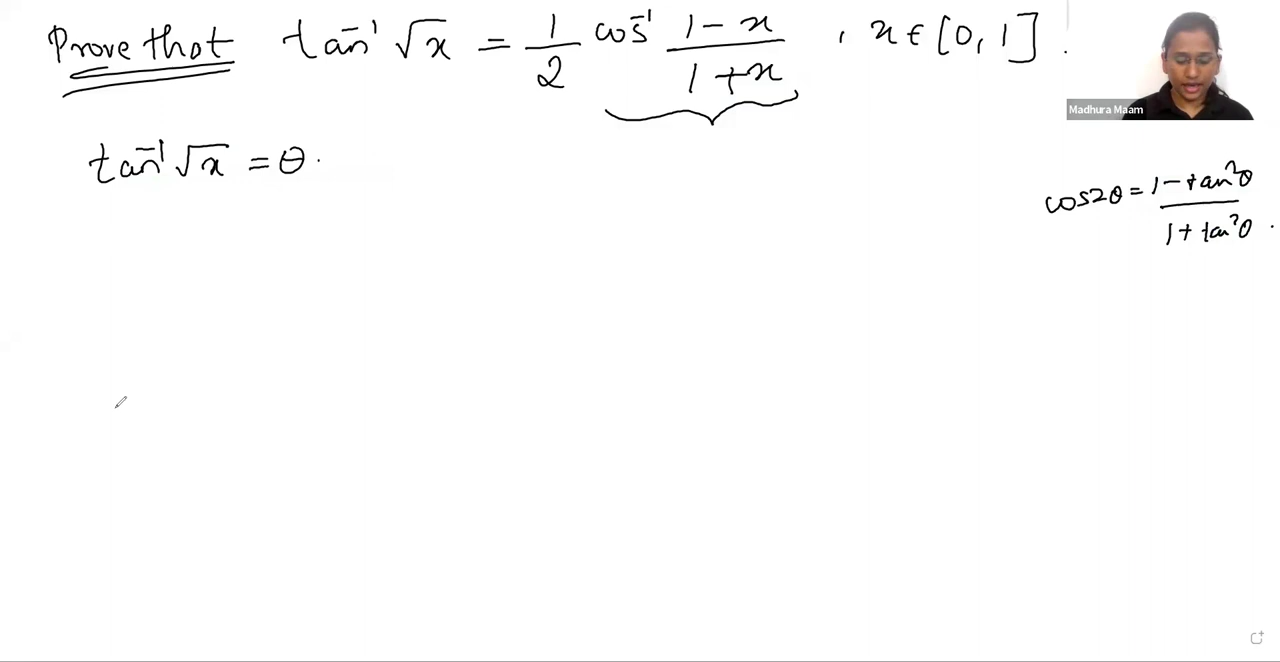 Prove that tan⁻¹ √x = 1/2 cos⁻¹ (1-x)/(1+x) , x ∈ [0, 1] .
Madhura Maam
tan⁻¹ √x = θ .
cos2θ = (1-tan²θ)/(1+tan²θ) .